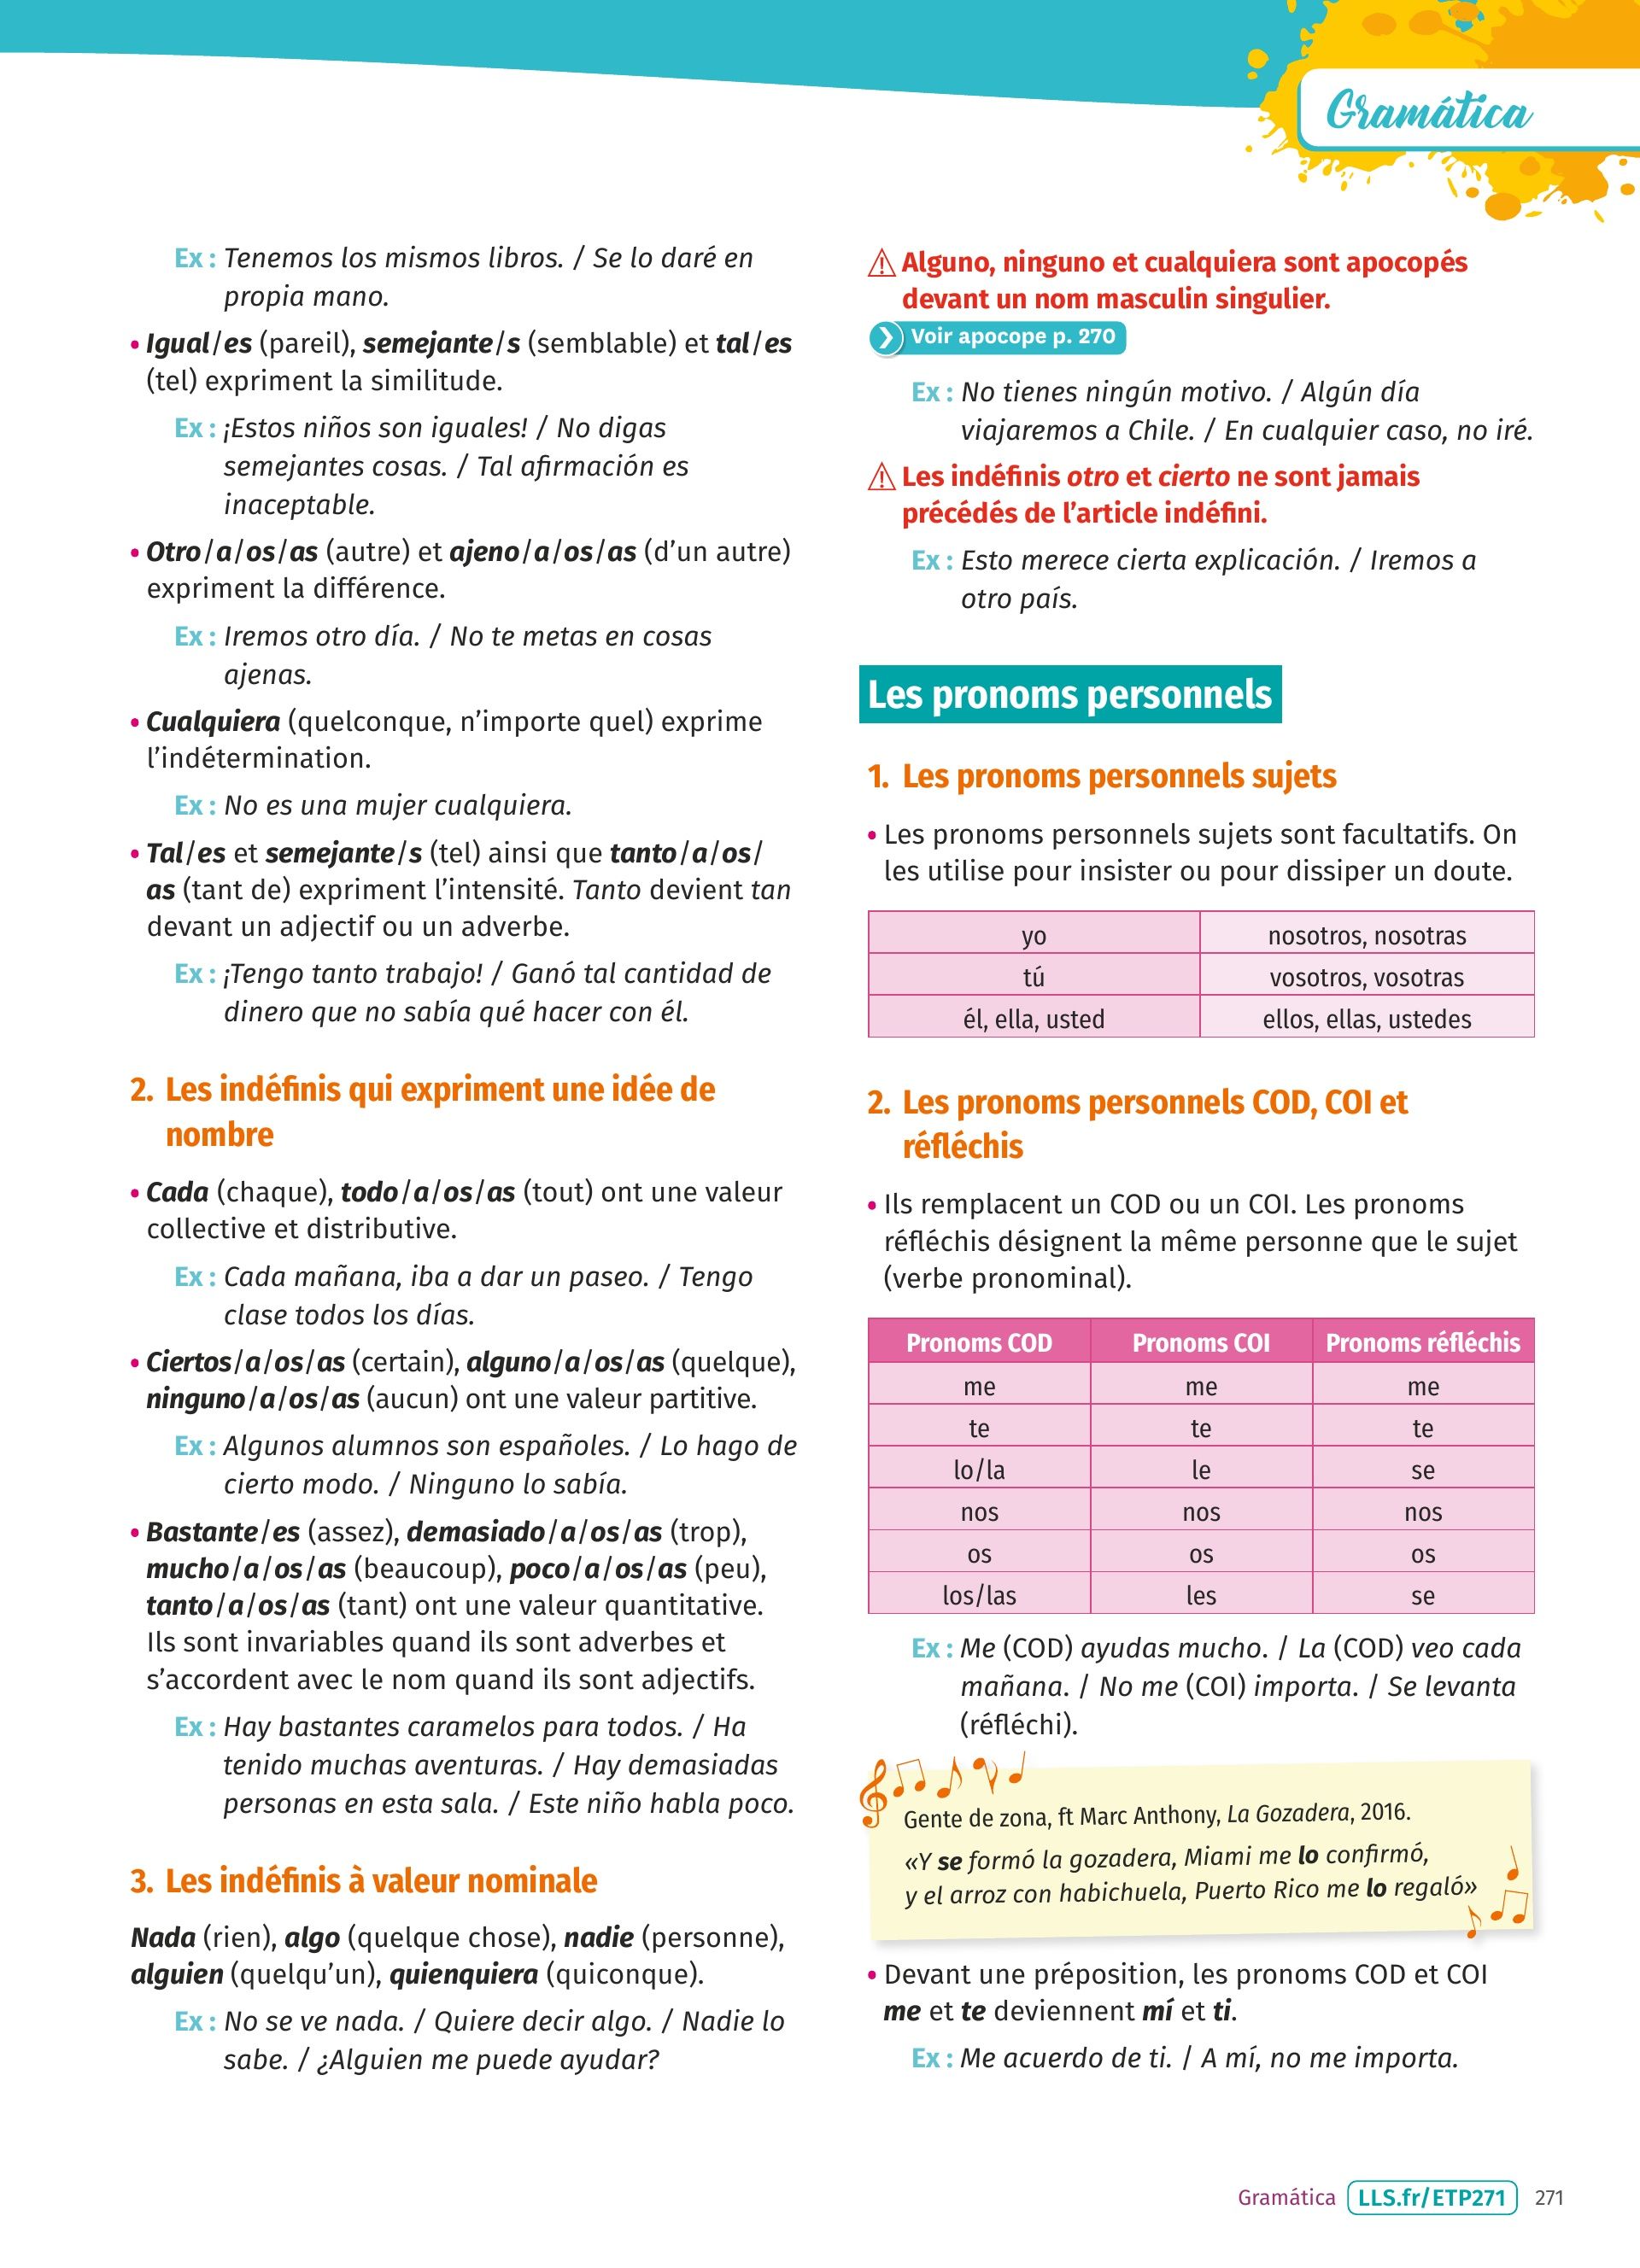 Gramática
Ex : Tenemos los mismos libros. / Se lo daré en
propia mano.
• Igual/es (pareil), semejante/s (semblable) et tal/es
(tel) expriment la similitude.
Ex : ¡Estos niños son iguales! / No digas
semejantes cosas. / Tal afirmación es
inaceptable.
• Otro/a/os/as (autre) et ajeno/a/os/as (d’un autre)
expriment la différence.
Ex : Iremos otro día. / No te metas en cosas
ajenas.
• Cualquiera (quelconque, n’importe quel) exprime
l’indétermination.
Ex : No es una mujer cualquiera.
• Tal/es et semejante/s (tel) ainsi que tanto/a/os/
as (tant de) expriment l’intensité. Tanto devient tan
devant un adjectif ou un adverbe.
Ex : ¡Tengo tanto trabajo! / Ganó tal cantidad de
dinero que no sabía qué hacer con él.
2. Les indéfinis qui expriment une idée de
nombre
• Cada (chaque), todo/a/os/as (tout) ont une valeur
collective et distributive.
Ex : Cada mañana, iba a dar un paseo. / Tengo
clase todos los días.
• Ciertos/a/os/as (certain), alguno/a/os/as (quelque),
ninguno/a/os/as (aucun) ont une valeur partitive.
Ex : Algunos alumnos son españoles. / Lo hago de
cierto modo. / Ninguno lo sabía.
• Bastante/es (assez), demasiado/a/os/as (trop),
mucho/a/os/as (beaucoup), poco/a/os/as (peu),
tanto/a/os/as (tant) ont une valeur quantitative.
Ils sont invariables quand ils sont adverbes et
s’accordent avec le nom quand ils sont adjectifs.
Ex : Hay bastantes caramelos para todos. / Ha
tenido muchas aventuras. / Hay demasiadas
personas en esta sala. / Este niño habla poco.
3. Les indéfinis à valeur nominale
Nada (rien), algo (quelque chose), nadie (personne),
alguien (quelqu’un), quienquiera (quiconque).
Ex : No se ve nada. / Quiere decir algo. / Nadie lo
sabe. / ¿Alguien me puede ayudar?
Alguno, ninguno et cualquiera sont apocopés
devant un nom masculin singulier.
Voir apocope p. 270
Ex : No tienes ningún motivo. / Algún día
viajaremos a Chile. / En cualquier caso, no iré.
Les indéfinis otro et cierto ne sont jamais
précédés de l’article indéfini.
Ex : Esto merece cierta explicación. / Iremos a
otro país.
Les pronoms personnels
1. Les pronoms personnels sujets
• Les pronoms personnels sujets sont facultatifs. On
les utilise pour insister ou pour dissiper un doute.
yo nosotros, nosotras
tú vosotros, vosotras
él, ella, usted ellos, ellas, ustedes
2. Les pronoms personnels COD, COI et
réfléchis
• Ils remplacent un COD ou un COI. Les pronoms
réfléchis désignent la même personne que le sujet
(verbe pronominal).
Pronoms COD Pronoms COI Pronoms réfléchis
me me me
te te te
lo/la le se
nos nos nos
os os os
los/las les se
Ex : Me (COD) ayudas mucho. / La (COD) veo cada
mañana. / No me (COI) importa. / Se levanta
(réfléchi).
Gente de zona, ft Marc Anthony, La Gozadera, 2016.
«Y se formó la gozadera, Miami me lo confirmó,
y el arroz con habichuela, Puerto Rico me lo regaló»
• Devant une préposition, les pronoms COD et COI
me et te deviennent mí et ti.
Ex : Me acuerdo de ti. / A mí, no me importa.
Gramática LLS.fr/ETP271 271